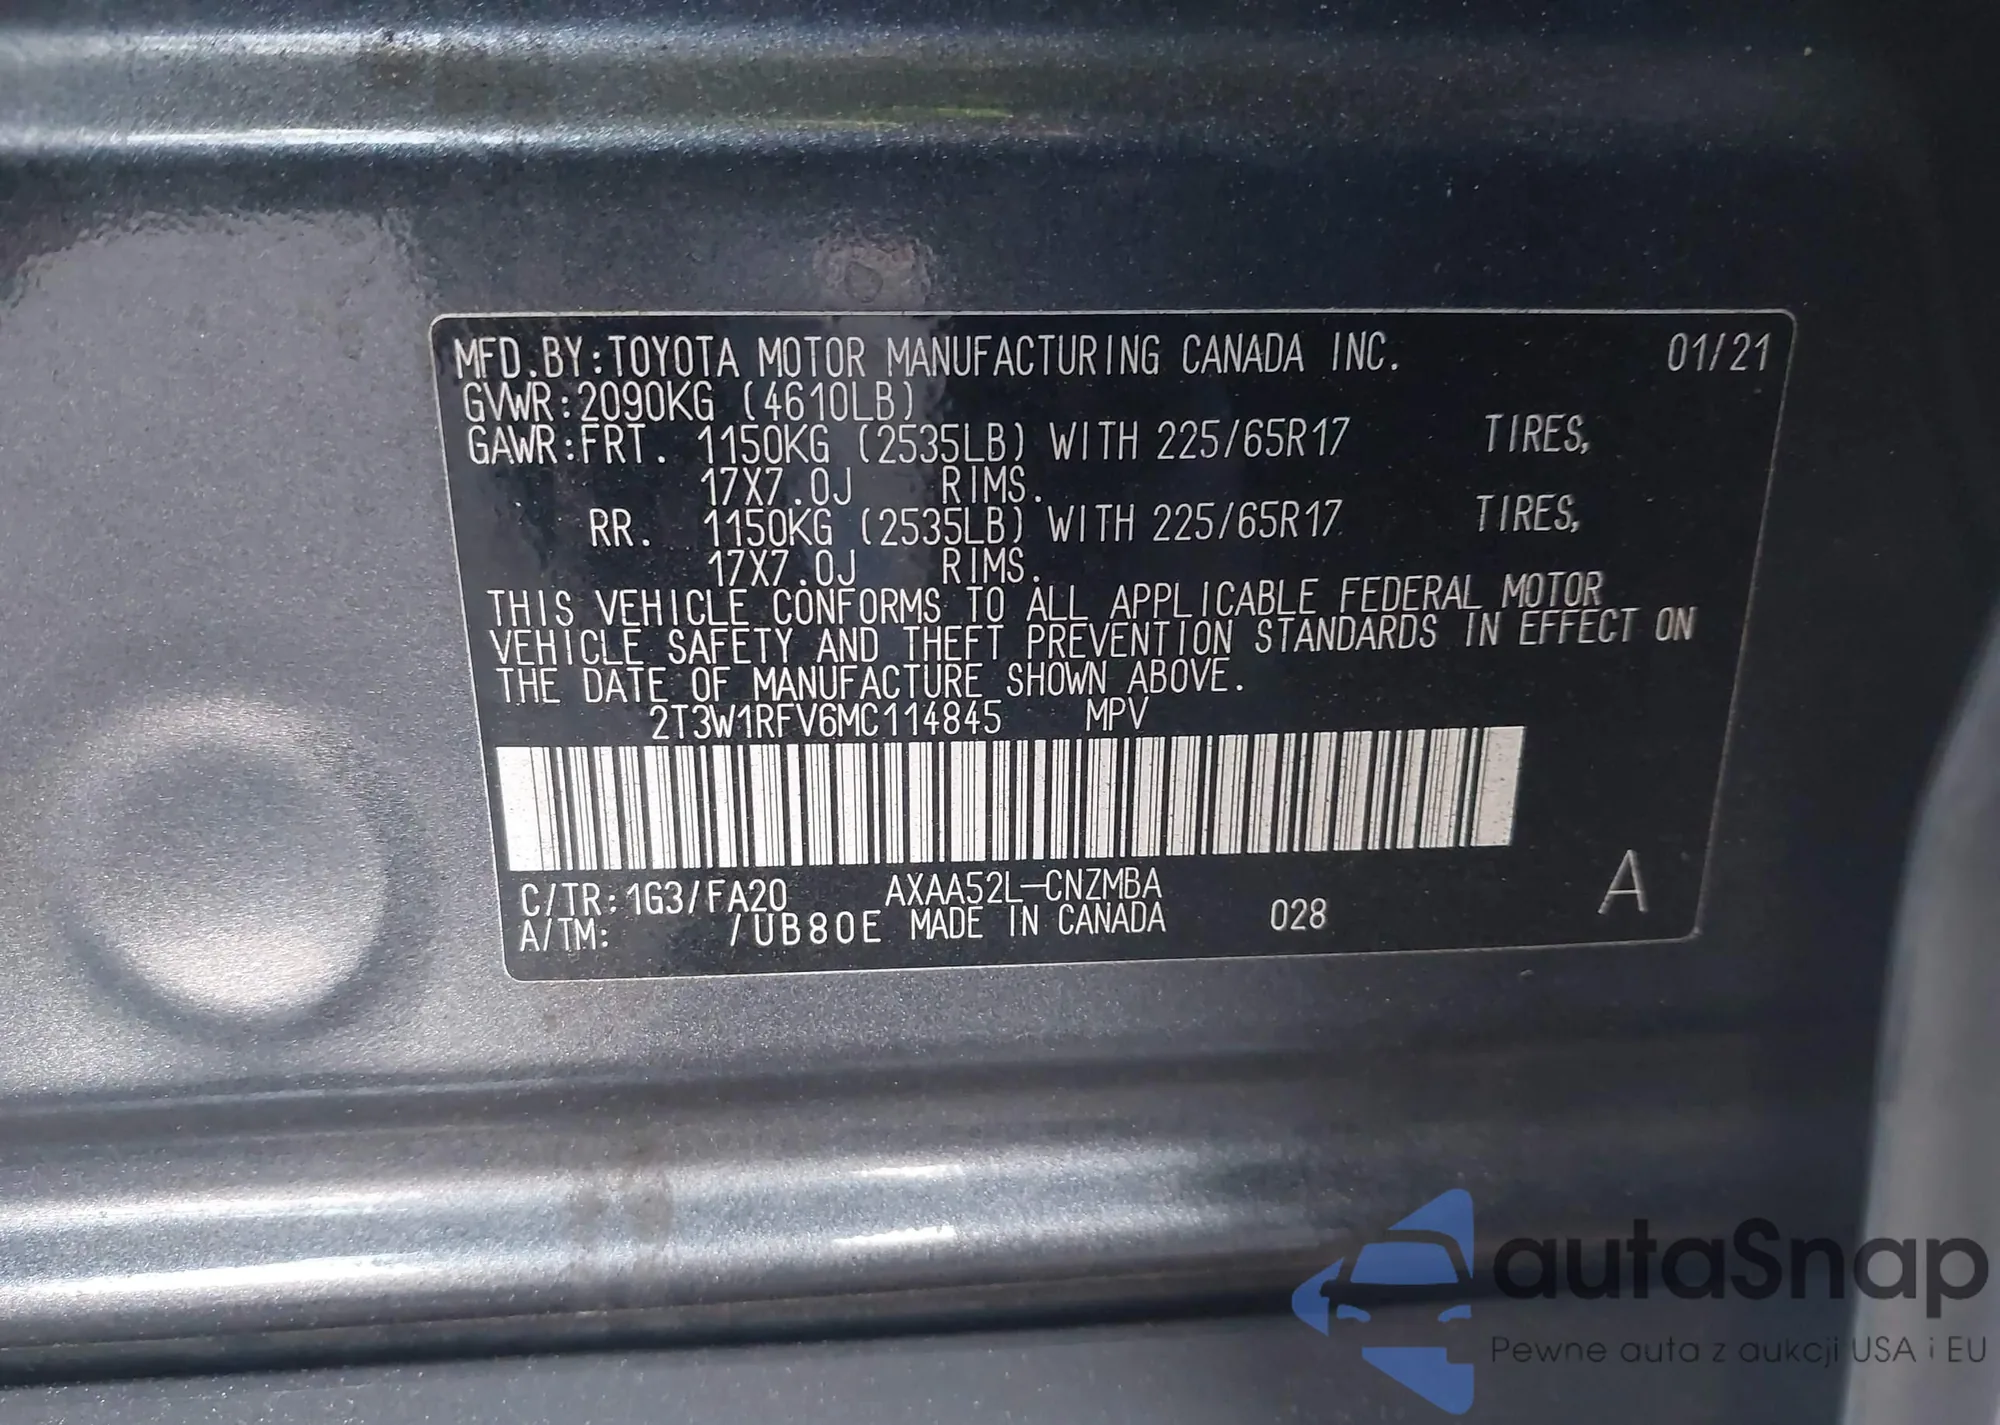 MFD.BY:TOYOTA MOTOR MANUFACTURING CANADA INC. 01/21
GVWR:2090KG (4610LB)
GAWR:FRT. 1150KG (2535LB) WITH 225/65R17 TIRES,
17X7.0J RIMS.
RR. 1150KG (2535LB) WITH 225/65R17 TIRES,
17X7.0J RIMS.
THIS VEHICLE CONFORMS TO ALL APPLICABLE FEDERAL MOTOR
VEHICLE SAFETY AND THEFT PREVENTION STANDARDS IN EFFECT ON
THE DATE OF MANUFACTURE SHOWN ABOVE.
2T3W1RFV6MC114845 MPV
C/TR:1G3/FA20 AXAA52L-CNZMBA A
A/TM: /UB80E MADE IN CANADA 028
autaSnap
Pewne auta z aukcji USA i EU